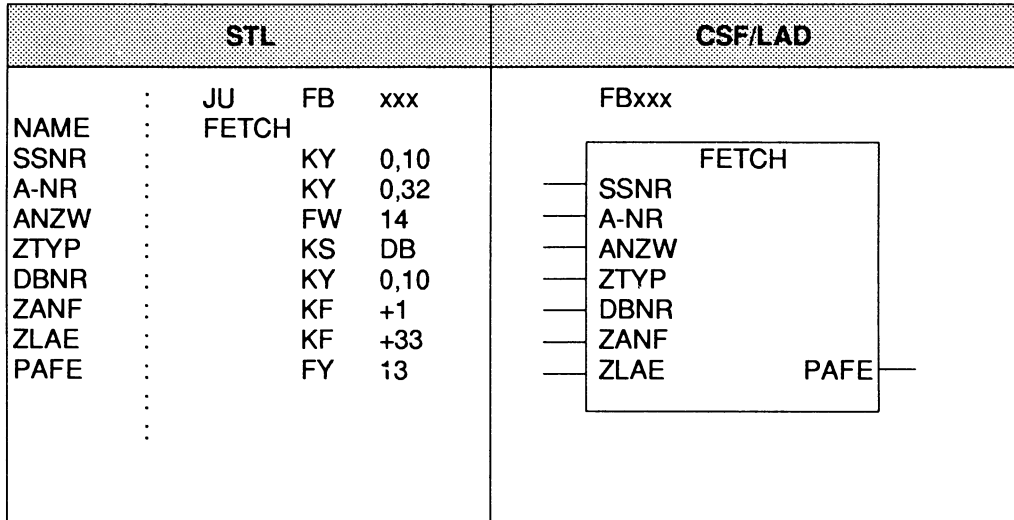 STL
CSF/LAD
: JU FB xxx
NAME : FETCH
SSNR : KY 0,10
A-NR : KY 0,32
ANZW : FW 14
ZTYP : KS DB
DBNR : KY 0,10
ZANF : KF +1
ZLAE : KF +33
PAFE : FY 13
:
:
FBxxx
FETCH
SSNR
A-NR
ANZW
ZTYP
DBNR
ZANF
ZLAE PAFE